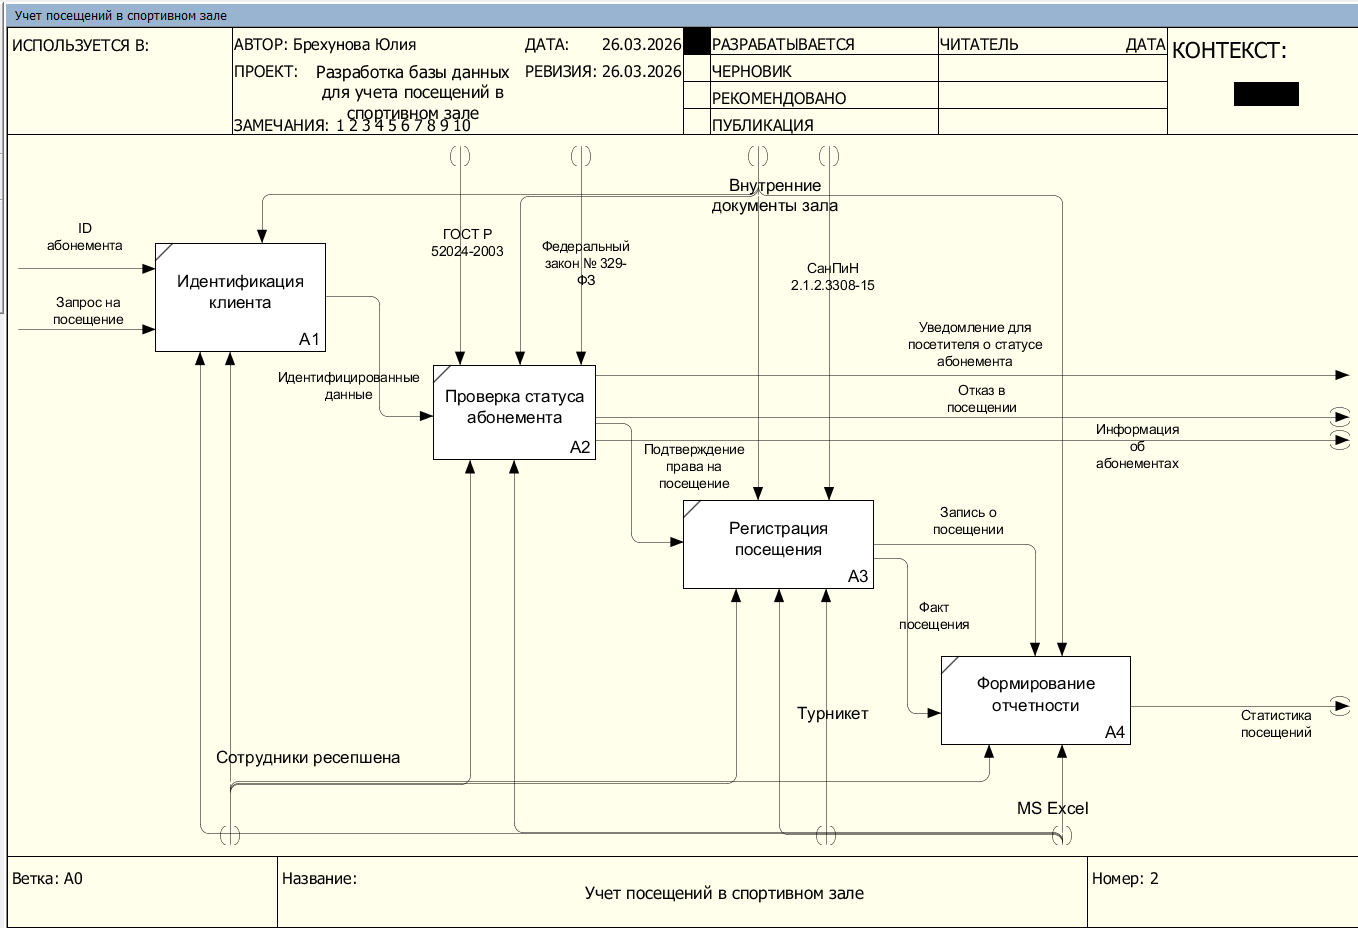 Учет посещений в спортивном зале
ИСПОЛЬЗУЕТСЯ В:
АВТОР: Брехунова Юлия
ДАТА: 26.03.2026
ПРОЕКТ: Разработка базы данных
для учета посещений в
спортивном зале
РЕВИЗИЯ: 26.03.2026
ЗАМЕЧАНИЯ: 1 2 3 4 5 6 7 8 9 10
РАЗРАБАТЫВАЕТСЯ
ЧЕРНОВИК
РЕКОМЕНДОВАНО
ПУБЛИКАЦИЯ
ЧИТАТЕЛЬ
ДАТА
КОНТЕКСТ:
Внутренние
документы зала
ID
абонемента
Запрос на
посещение
Идентификация
клиента
A1
ГОСТ Р
52024-2003
Федеральный
закон № 329-
ФЗ
СанПиН
2.1.2.3308-15
Идентифицированные
данные
Проверка статуса
абонемента
A2
Уведомление для
посетителя о статусе
абонемента
Отказ в
посещении
Информация
об
абонементах
Подтверждение
права на
посещение
Регистрация
посещения
A3
Запись о
посещении
Факт
посещения
Формирование
отчетности
A4
Статистика
посещений
Турникет
Сотрудники ресепшена
MS Excel
Ветка: A0
Название:
Учет посещений в спортивном зале
Номер: 2